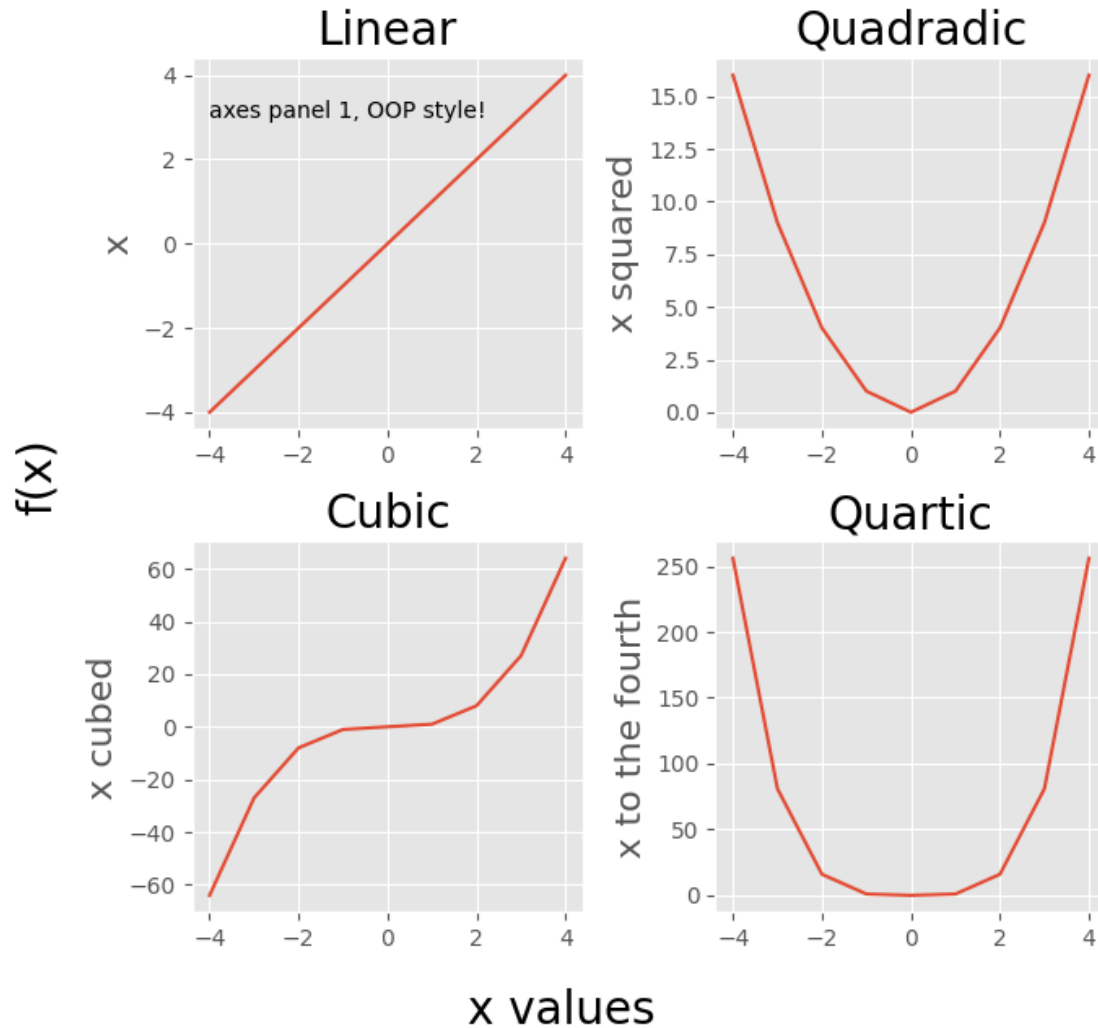 Linear
4
2
0
−2
−4
x
axes panel 1, OOP style!
−4 −2 0 2 4
Quadradic
15.0
12.5
10.0
7.5
5.0
2.5
0.0
x squared
−4 −2 0 2 4
f(x)
Cubic
60
40
20
0
−20
−40
−60
x cubed
−4 −2 0 2 4
Quartic
250
200
150
100
50
0
x to the fourth
−4 −2 0 2 4
x values